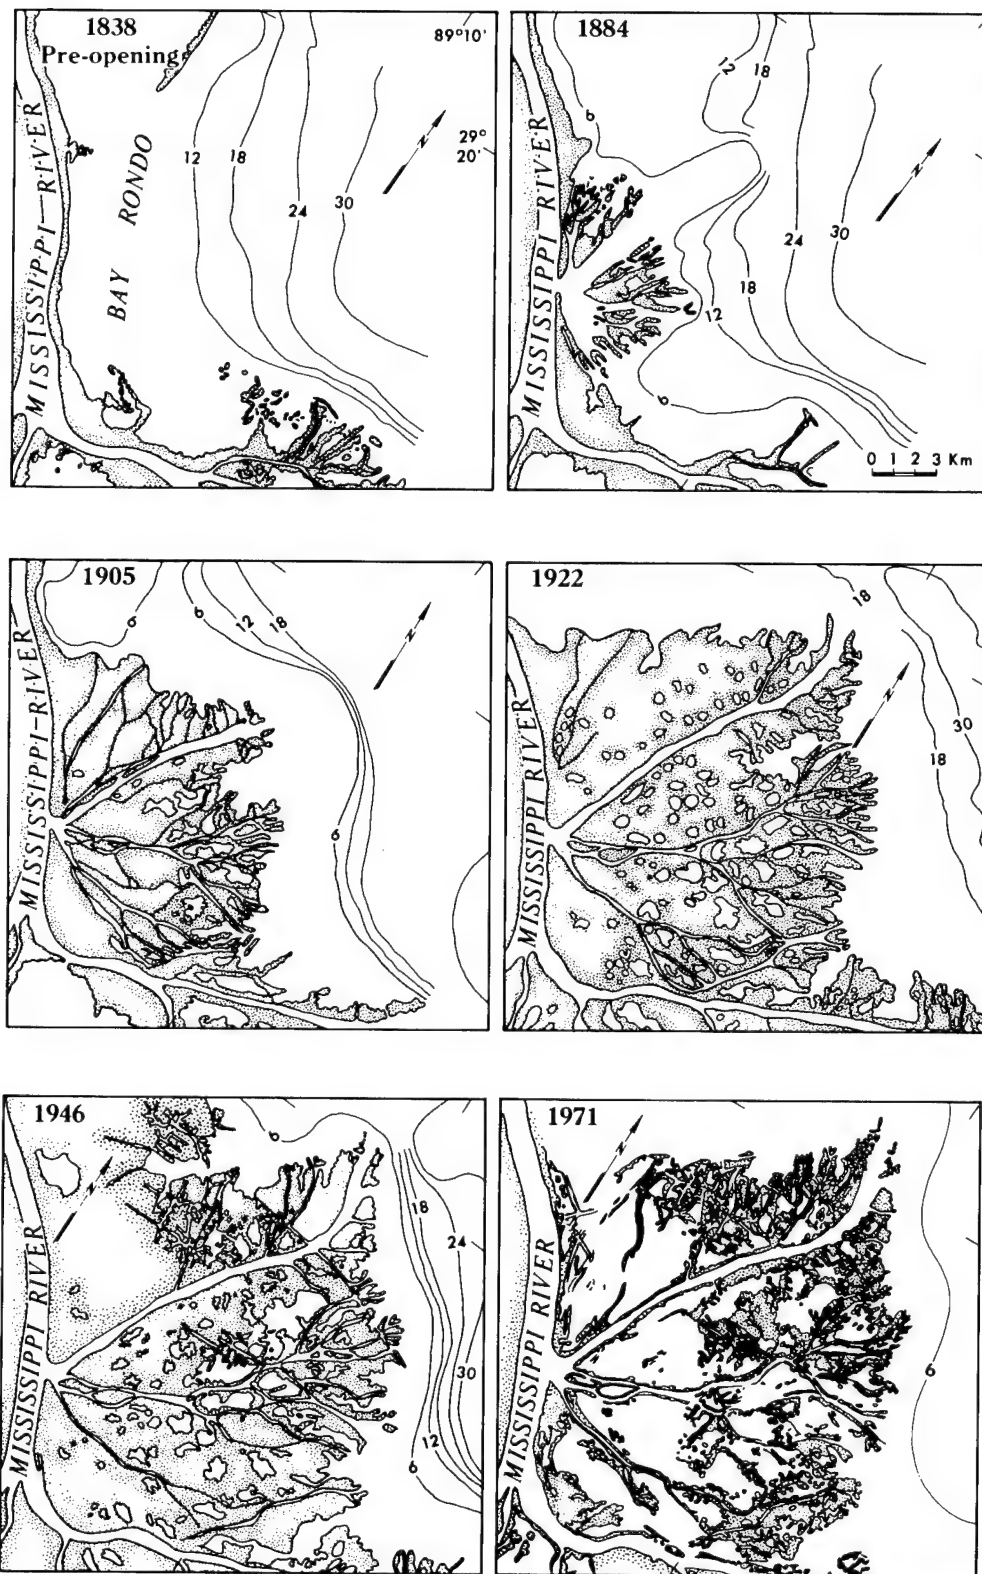 1838
Pre-opening
89°10'
29°
20'
MISSISSIPPI RIVER
BAY RONDO
12
18
24
30
N
1884
MISSISSIPPI RIVER
6
12
18
24
30
N
18
12
6
0 1 2 3 Km
1905
MISSISSIPPI RIVER
6
6
12
18
N
6
1922
MISSISSIPPI RIVER
18
30
18
N
1946
MISSISSIPPI RIVER
N
6
18
24
30
12
6
1971
MISSISSIPPI RIVER
N
6